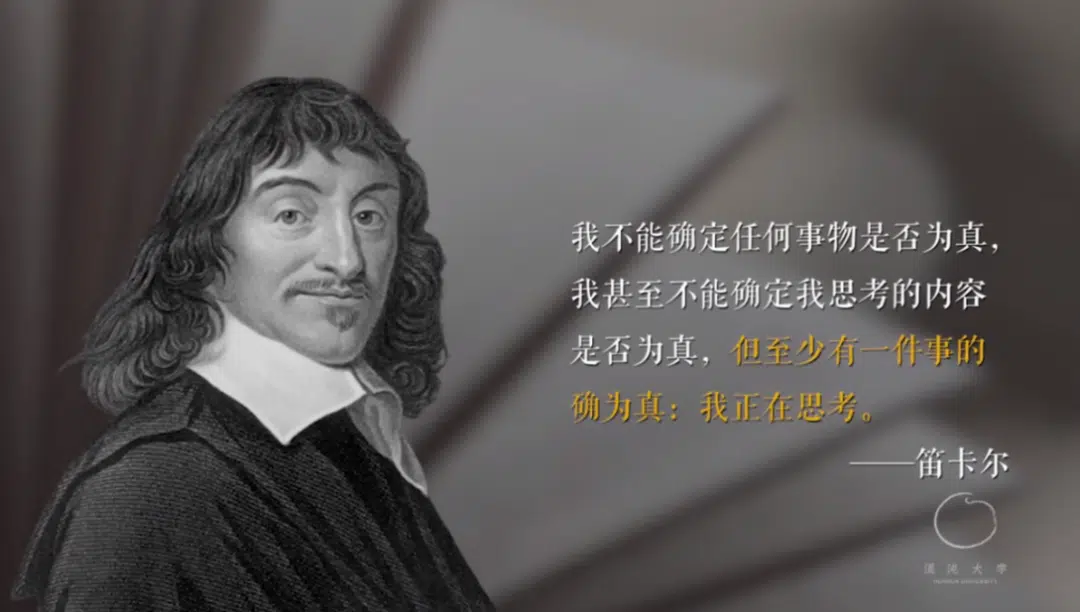 我不能确定任何事物是否为真，
我甚至不能确定我思考的内容
是否为真，但至少有一件事的
确为真：我正在思考。
——笛卡尔
混沌大学
HUNDUN UNIVERSITY